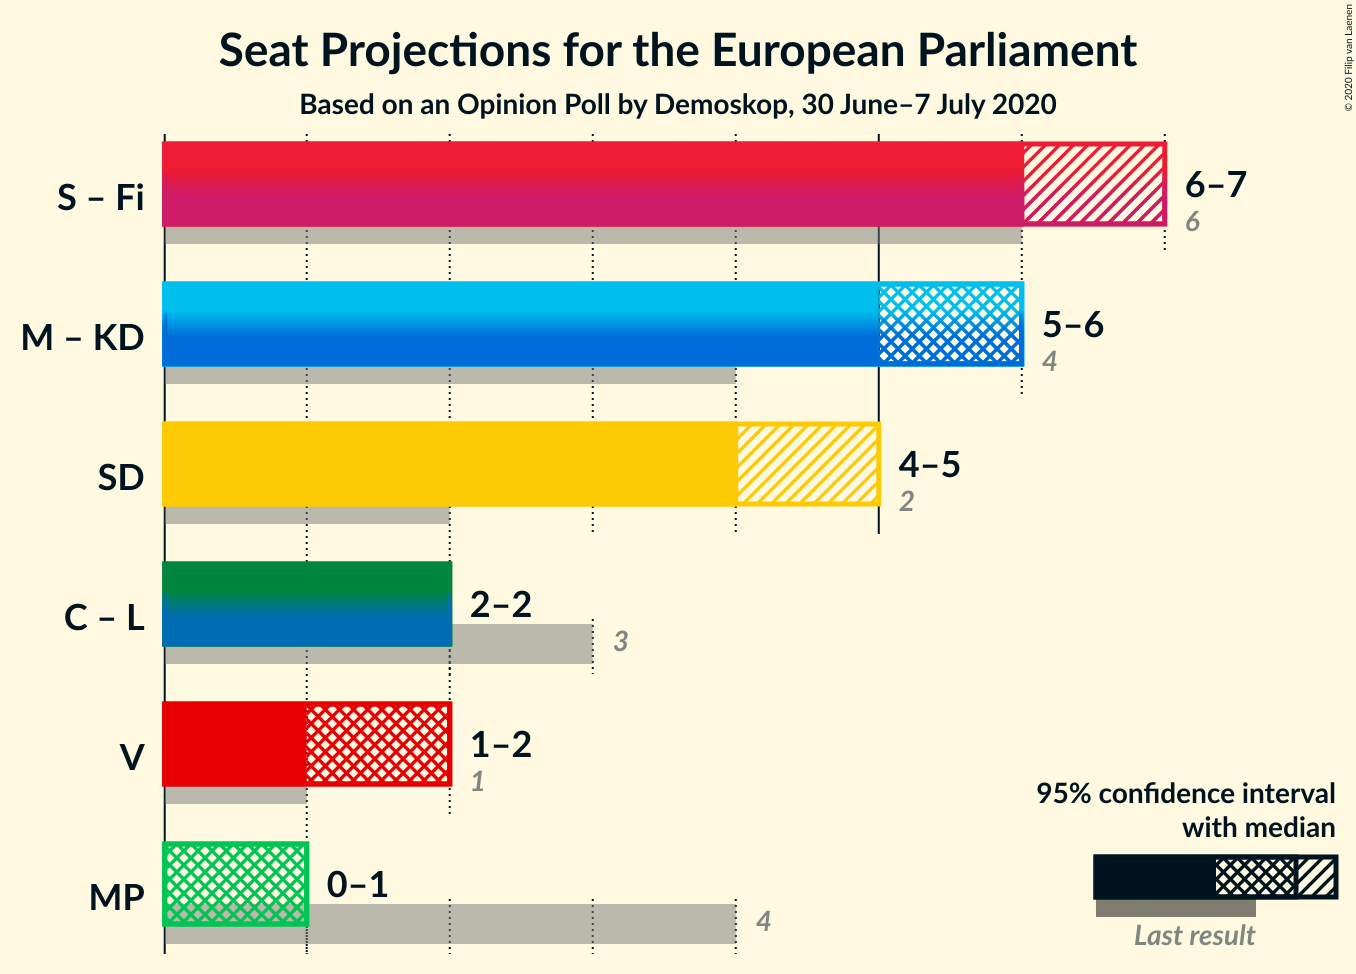 Seat Projections for the European Parliament
Based on an Opinion Poll by Demoskop, 30 June–7 July 2020
© 2020 Filip van Laenen
S – Fi
6–7
6
M – KD
5–6
4
SD
4–5
2
C – L
2–2
3
V
1–2
1
MP
0–1
4
95% confidence interval
with median
Last result